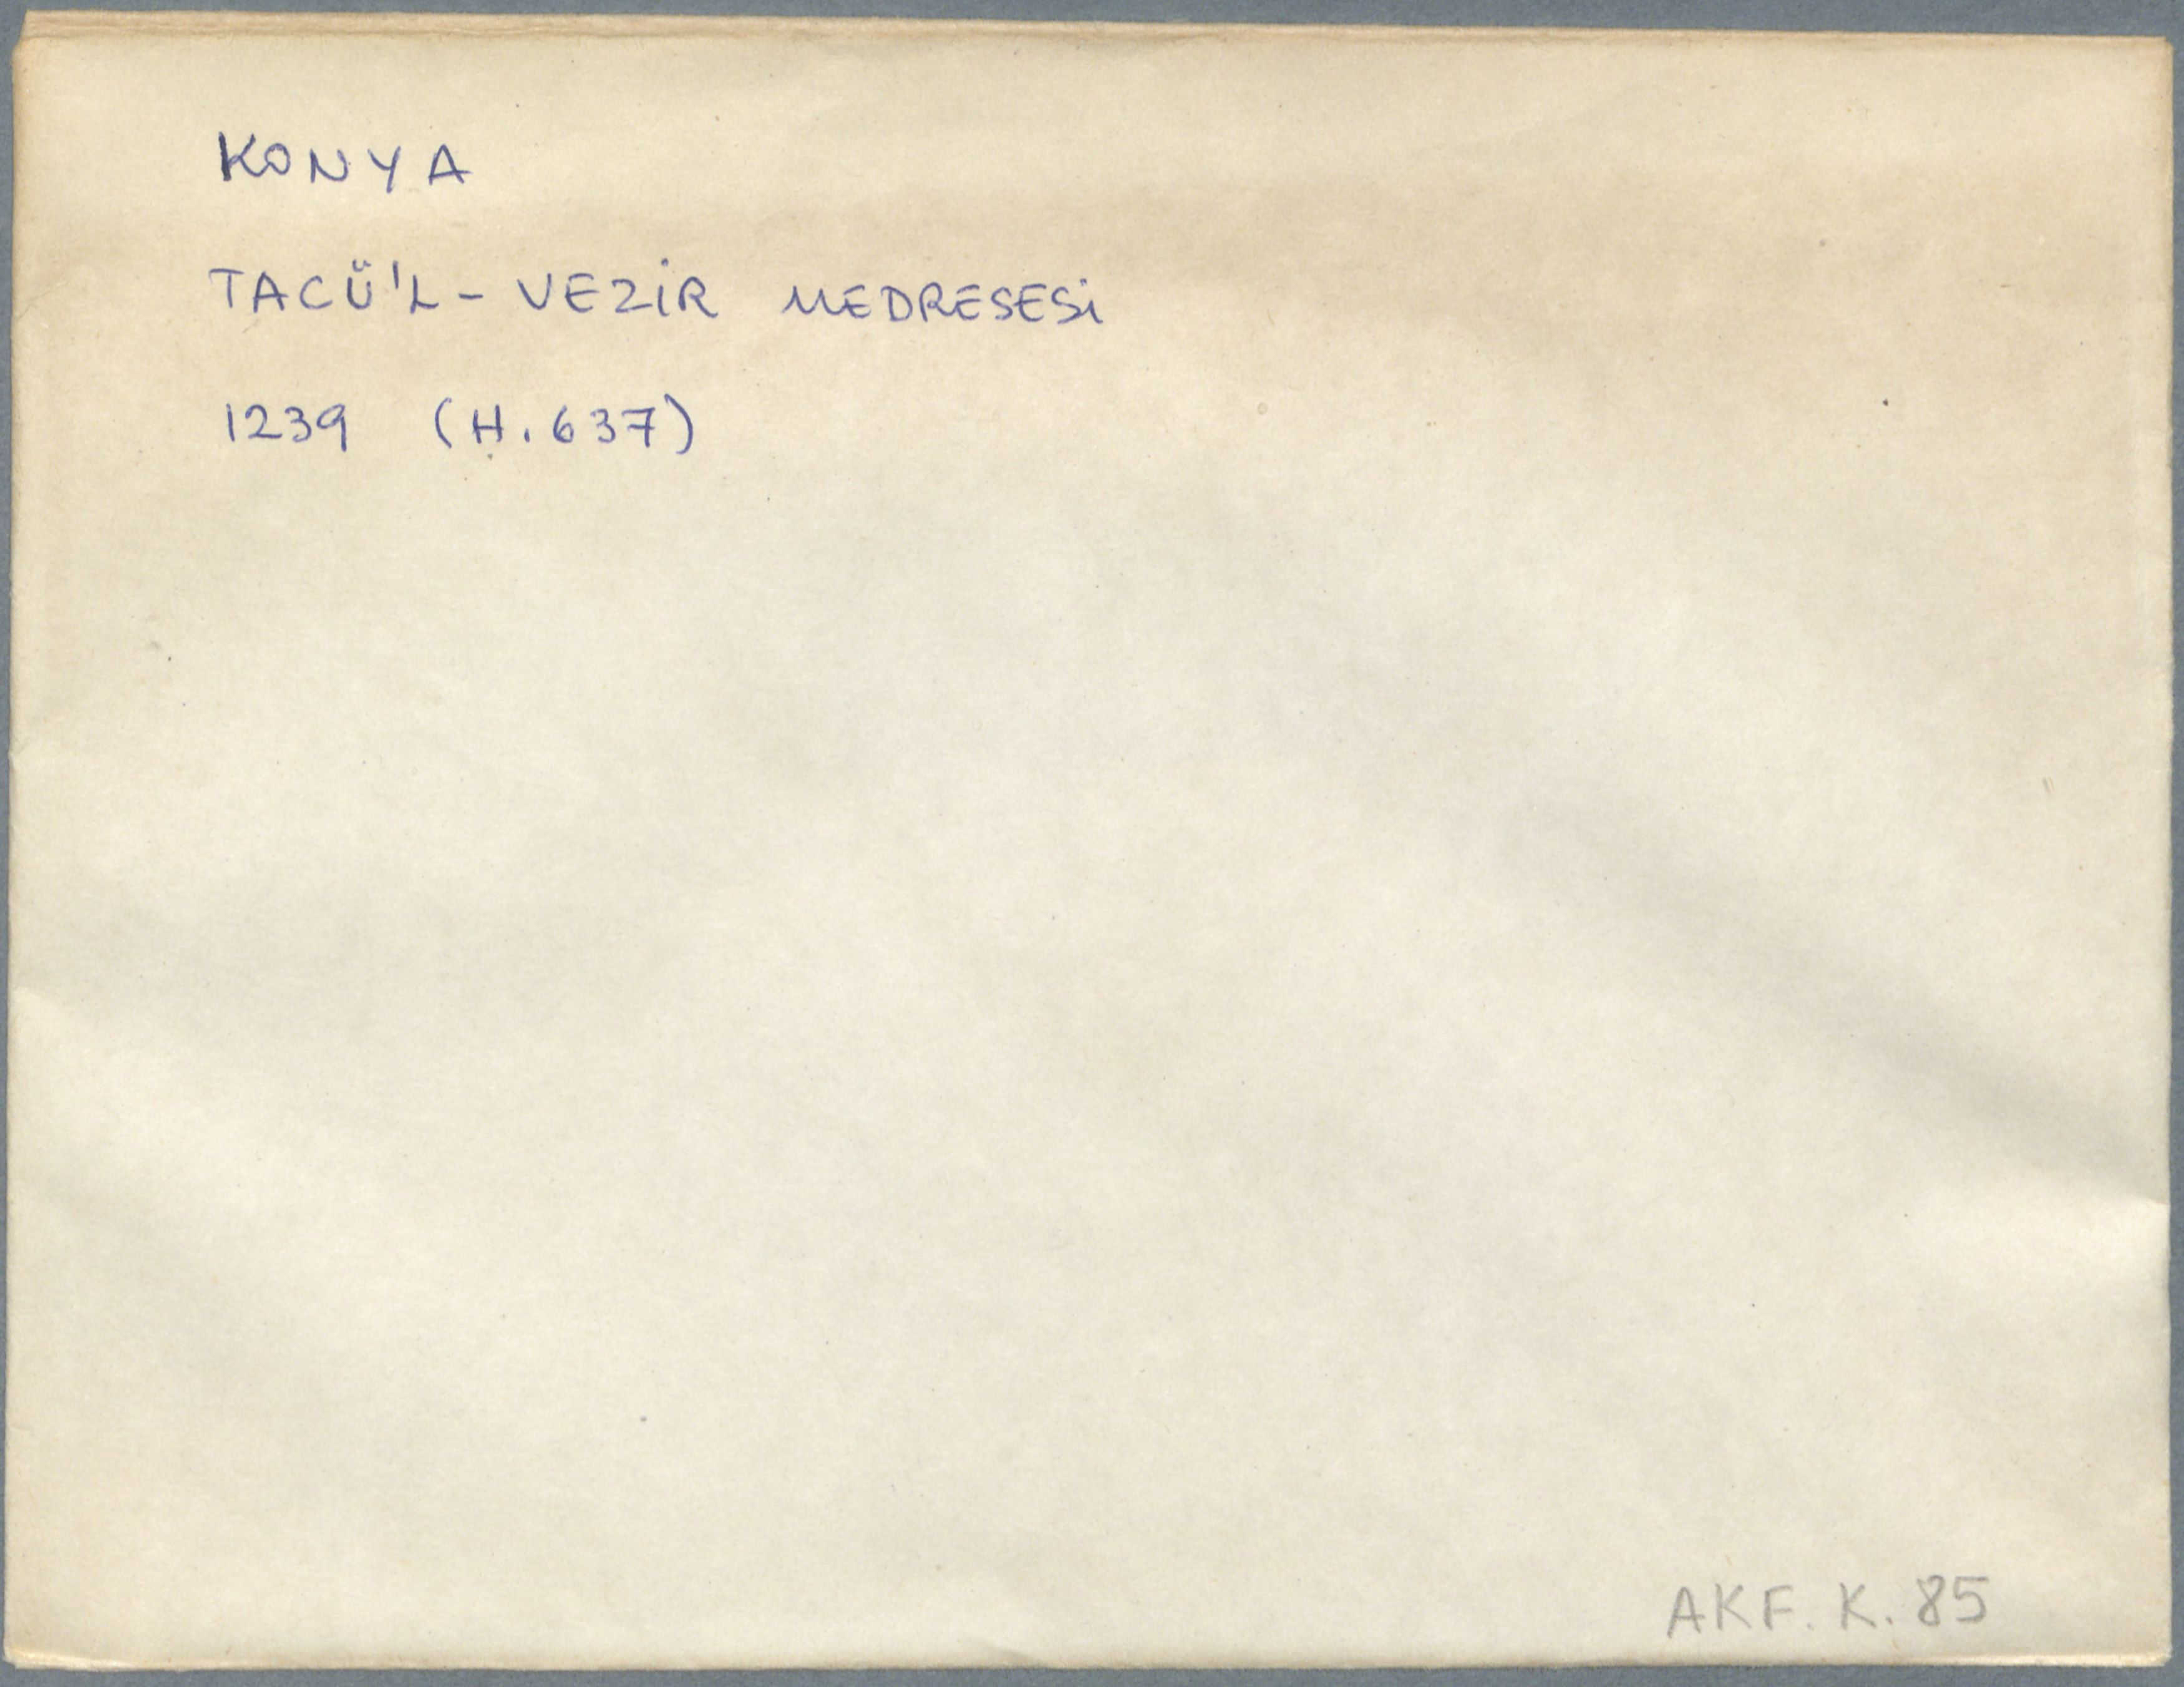 KONYA
TACÜ'L - VEZİR MEDRESESİ
1239 (H. 637)
AKF. K. 85